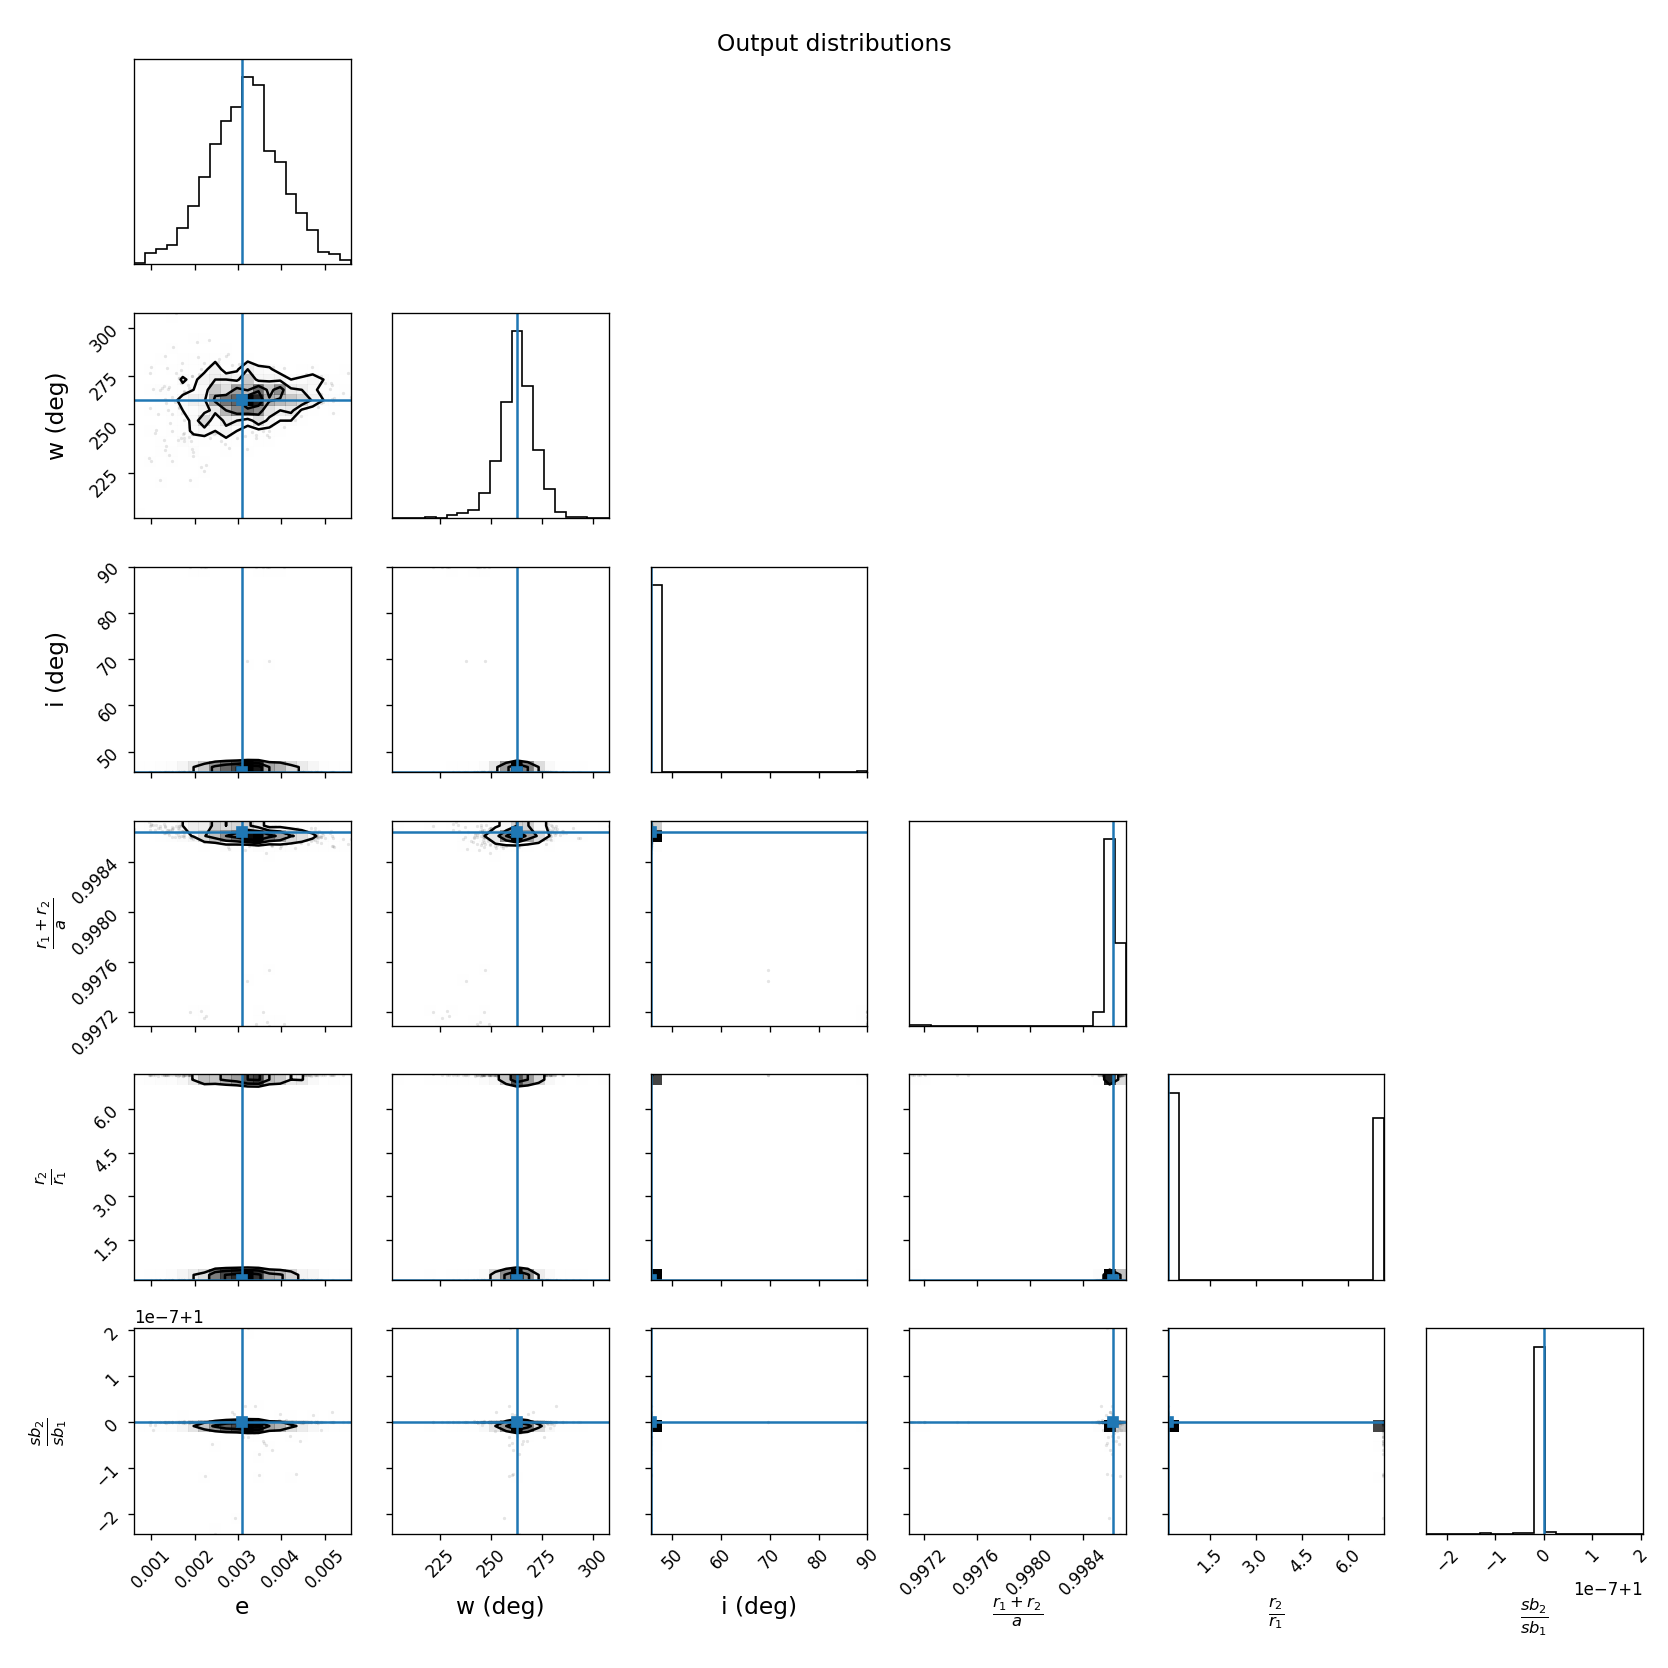 Output distributions
w (deg)
300
275
250
225
i (deg)
90
80
70
60
50
r₁ + r₂
a
0.9984
0.9980
0.9976
0.9972
r₂
r₁
6.0
4.5
3.0
1.5
1e−7+1
sb₂
sb₁
2
1
0
−1
−2
0.001 0.002 0.003 0.004 0.005
e
225 250 275 300
w (deg)
50 60 70 80 90
i (deg)
0.9972 0.9976 0.9980 0.9984
r₁ + r₂
a
1.5 3.0 4.5 6.0
r₂
r₁
−2 −1 0 1 2
1e−7+1
sb₂
sb₁